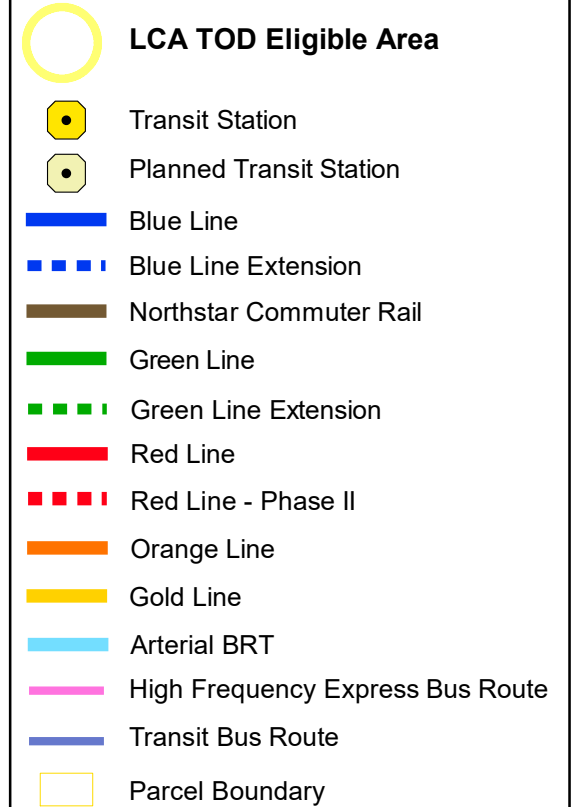 LCA TOD Eligible Area
Transit Station
Planned Transit Station
Blue Line
Blue Line Extension
Northstar Commuter Rail
Green Line
Green Line Extension
Red Line
Red Line - Phase II
Orange Line
Gold Line
Arterial BRT
High Frequency Express Bus Route
Transit Bus Route
Parcel Boundary